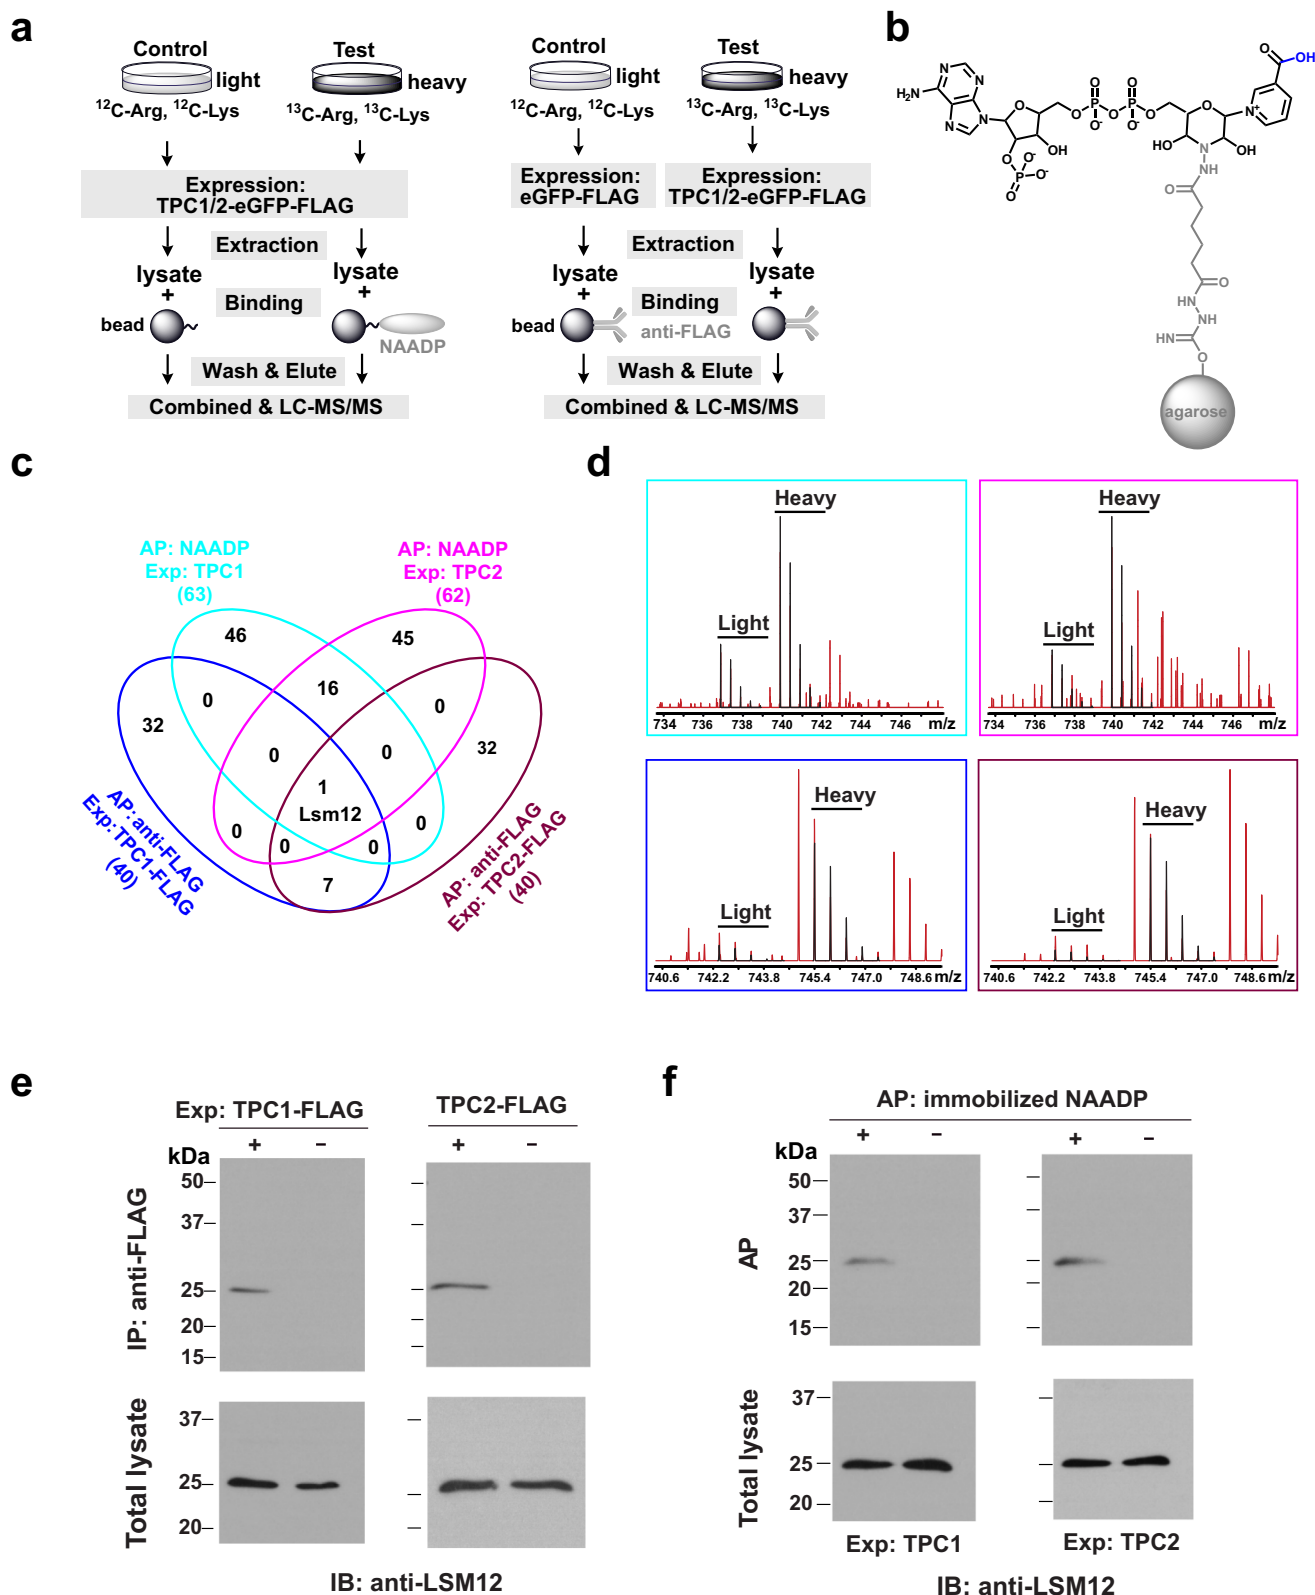 a
Control
Test
light
heavy
12C-Arg, 12C-Lys
13C-Arg, 13C-Lys
Expression:
TPC1/2-eGFP-FLAG
Extraction
lysate
lysate
+
+
Binding
bead
NAADP
Wash & Elute
Combined & LC-MS/MS
Control
Test
light
heavy
12C-Arg, 12C-Lys
13C-Arg, 13C-Lys
Expression:
eGFP-FLAG
Expression:
TPC1/2-eGFP-FLAG
Extraction
lysate
lysate
+
+
Binding
bead
anti-FLAG
Wash & Elute
Combined & LC-MS/MS
b
O
OH
N
N
H2N
N
N
O
O
O
O
P
O
P
O
O
O- O-
O
N+
OH
HO
N
OH
O
O-
P
O-
O
NH
O
O
HN
NH
HN
O
agarose
c
AP: NAADP
Exp: TPC1
(63)
AP: NAADP
Exp: TPC2
(62)
46
45
0
16
0
32
0
0
32
1
Lsm12
0
0
0
0
7
AP: anti-FLAG
Exp: TPC1-FLAG
(40)
AP: anti-FLAG
Exp: TPC2-FLAG
(40)
d
Heavy
Light
734 736 738 740 742 744 746 m/z
Heavy
Light
734 736 738 740 742 744 746 m/z
Heavy
Light
740.6 742.2 743.8 745.4 747.0 748.6 m/z
Heavy
Light
740.6 742.2 743.8 745.4 747.0 748.6 m/z
e
Exp: TPC1-FLAG
TPC2-FLAG
+ −
+ −
kDa
50
37
25
20
15
IP: anti-FLAG
37
25
20
Total lysate
IB: anti-LSM12
f
AP: immobilized NAADP
+ −
+ −
kDa
50
37
25
20
15
AP
37
25
20
Total lysate
Exp: TPC1
Exp: TPC2
IB: anti-LSM12